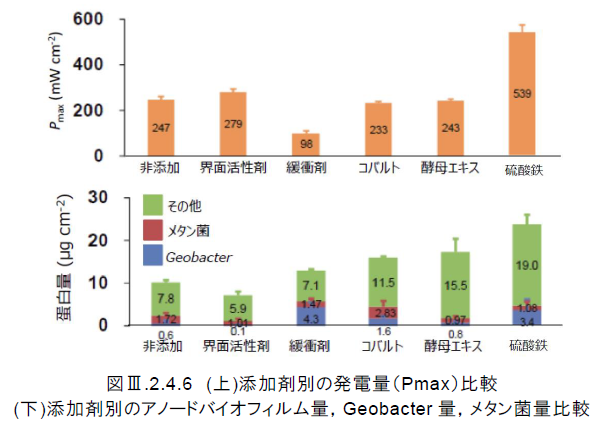 600
400
200
0
Pmax (mW cm-2)
247
279
98
233
243
539
非添加 界面活性剤 緩衝剤 コバルト 酵母エキス 硫酸鉄
30
20
10
0
蛋白量 (μg cm-2)
その他
メタン菌
Geobacter
7.8 5.9 7.1 11.5 15.5 19.0
1.72 1.01 1.47 2.83 0.97 1.08
0.6 0.1 4.3 1.6 0.8 3.4
非添加 界面活性剤 緩衝剤 コバルト 酵母エキス 硫酸鉄
図Ⅲ.2.4.6 (上)添加剤別の発電量(Pmax)比較
(下)添加剤別のアノードバイオフィルム量, Geobacter 量, メタン菌量比較